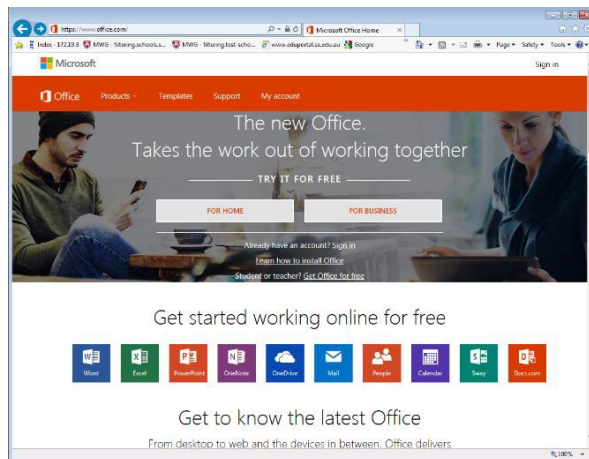 https://www.office.com/
Microsoft Office Home
Index - 172.19.3
MWG - filtering.schools.s...
MWG - filtering.test-scho...
www.eduportal.sa.edu.au
Google
Page
Safety
Tools
Microsoft
Sign in
Office
Products
Templates
Support
My account
The new Office.
Takes the work out of working together
TRY IT FOR FREE
FOR HOME
FOR BUSINESS
Already have an account? Sign in
Learn how to install Office
Student or teacher? Get Office for free
Get started working online for free
Word
Excel
PowerPoint
OneNote
OneDrive
Mail
People
Calendar
Sway
Docs.com
Get to know the latest Office
From desktop to web and the devices in between, Office delivers
100%